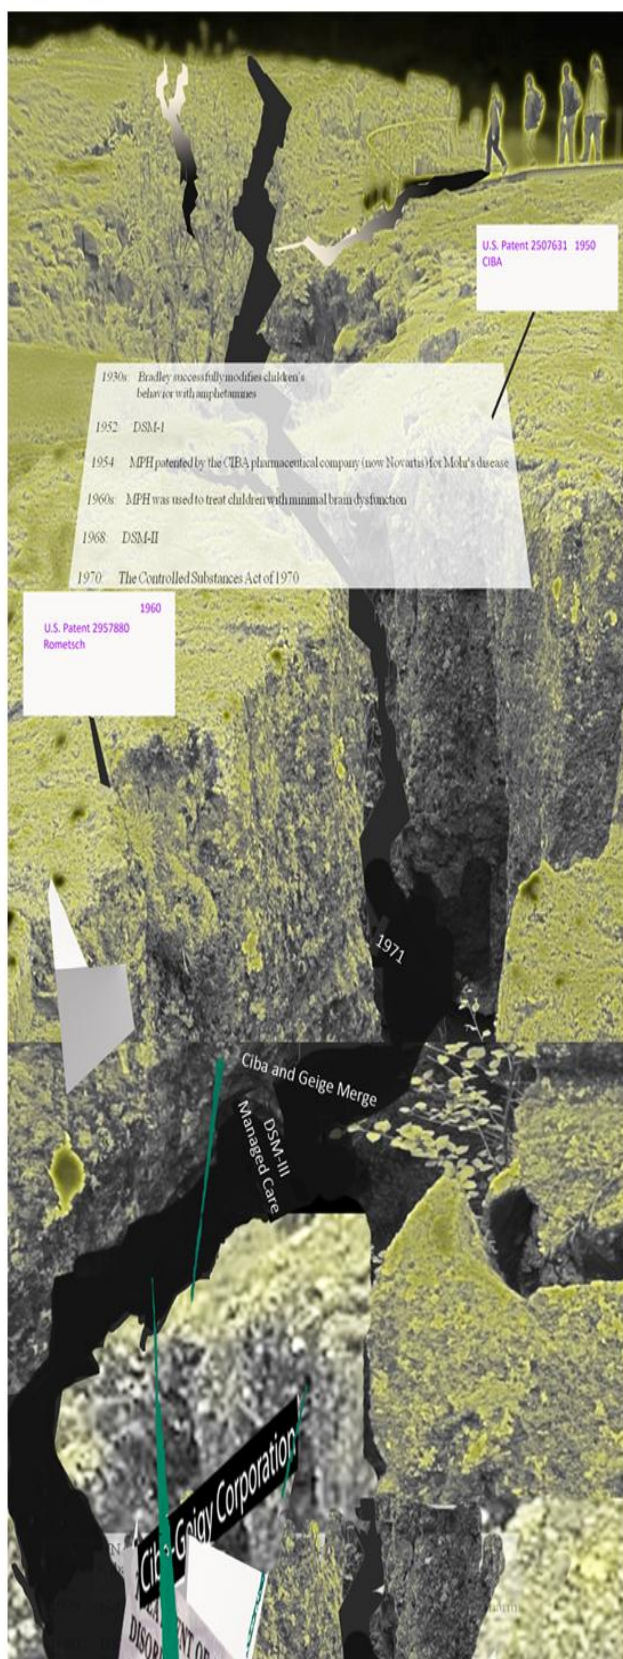 U.S. Patent 2507631 1950
CIBA
1930s: Bradley successfully modifies children's
behavior with amphetamines
1952: DSM-I
1954: MPH patented by the CIBA pharmaceutical company (now Novartis) for Mohr's disease
1960s: MPH was used to treat children with minimal brain dysfunction
1968: DSM-II
1970: The Controlled Substances Act of 1970
1960
U.S. Patent 2957880
Rometsch
1971
Ciba and Geige Merge
DSM-III
Managed Care
Ciba-Geigy Corporation